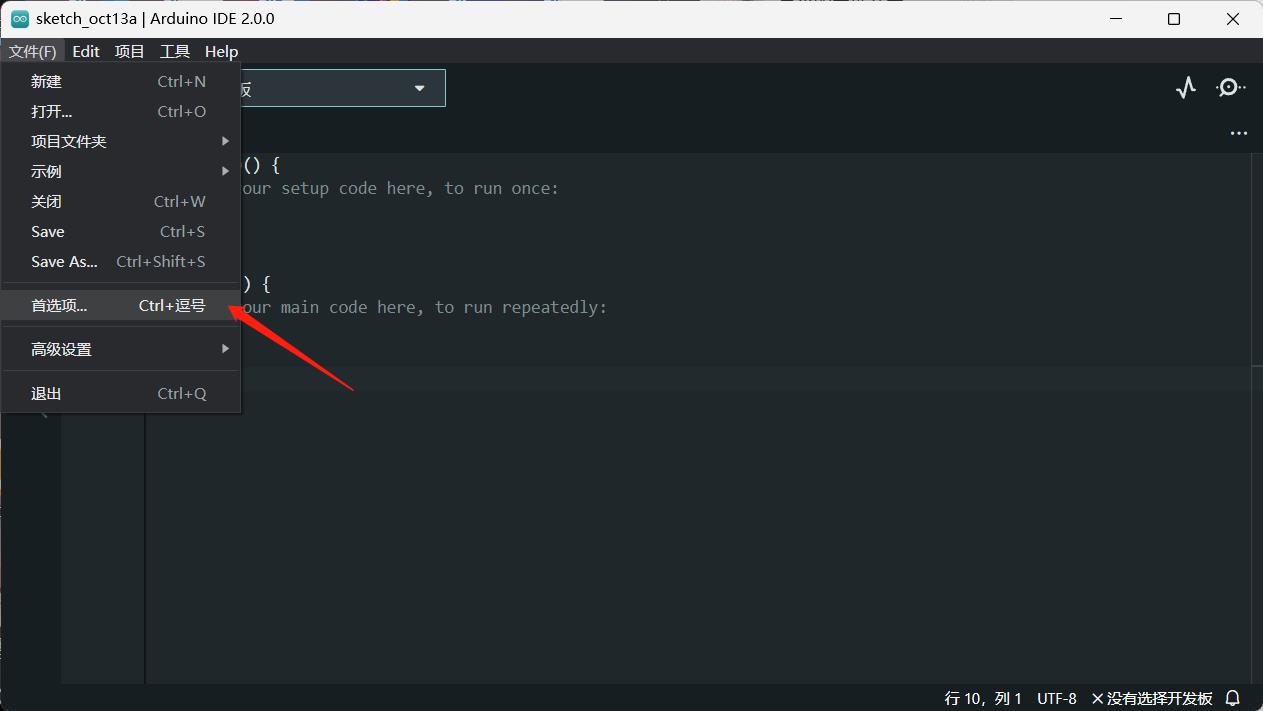 sketch_oct13a | Arduino IDE 2.0.0
文件(F) Edit 项目 工具 Help
新建 Ctrl+N
打开... Ctrl+O
项目文件夹
示例
关闭 Ctrl+W
Save Ctrl+S
Save As... Ctrl+Shift+S
首选项... Ctrl+逗号
高级设置
退出 Ctrl+Q
板
() {
our setup code here, to run once:
) {
our main code here, to run repeatedly:
行 10，列 1 UTF-8 ✕没有选择开发板